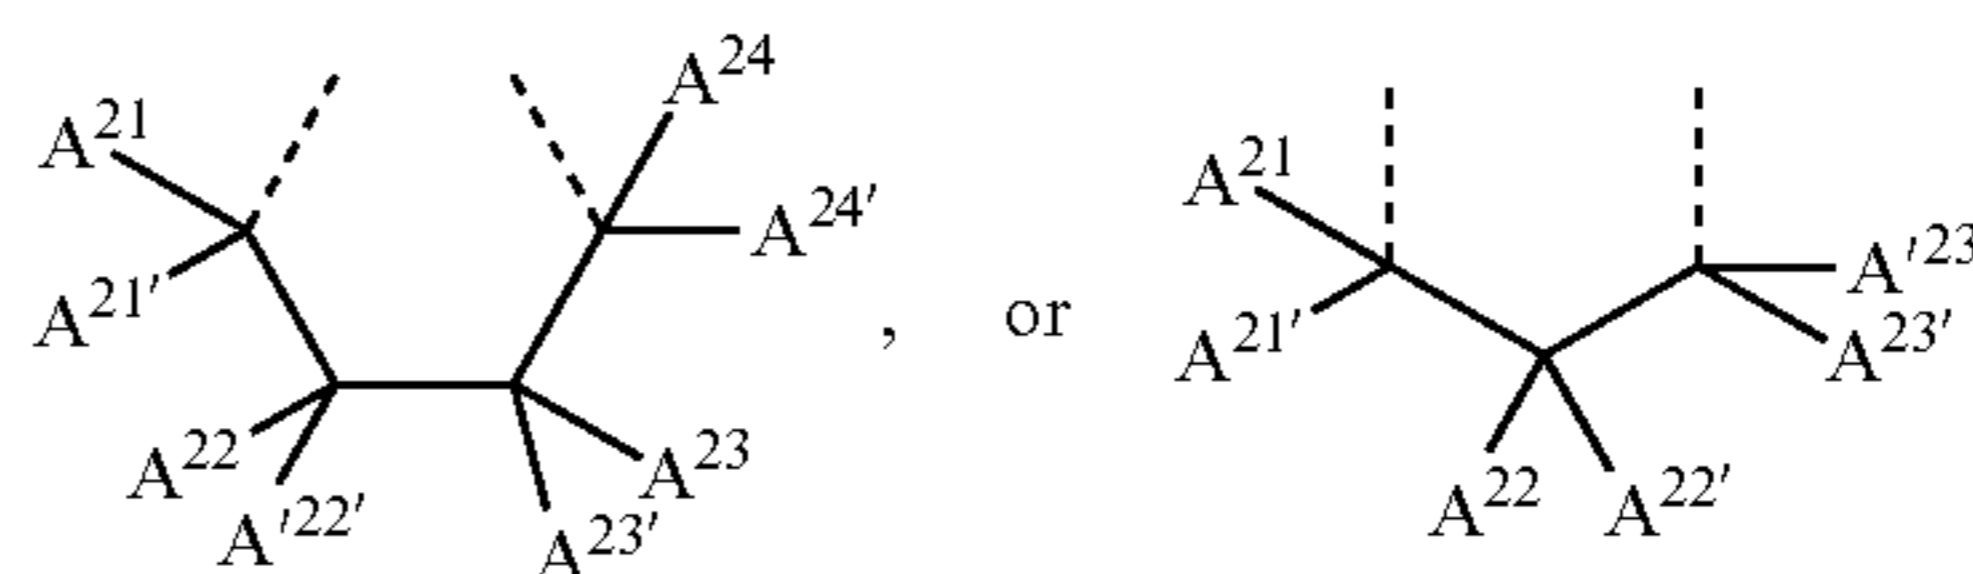 A²⁴
A²¹
A²⁴′
A²¹′
A²²
A′²²′
A²³
A²³′
, or
A²¹
A²¹′
A′²³
A²³′
A²²
A²²′